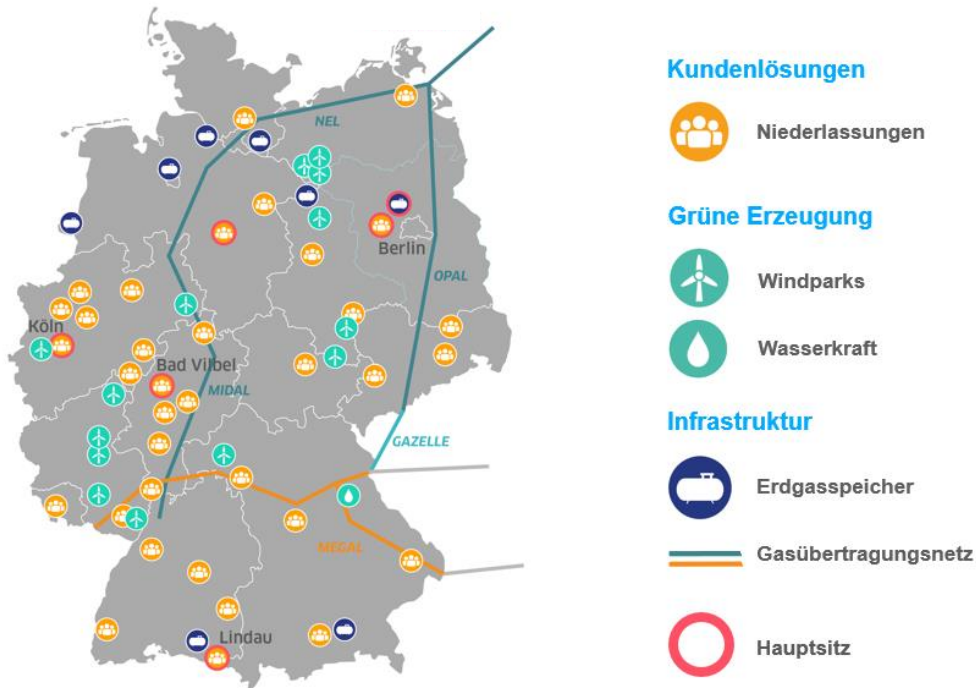 NEL
Berlin
OPAL
Köln
Bad Vilbel
MIDAL
GAZELLE
MEGAL
Lindau
Kundenlösungen
Niederlassungen
Grüne Erzeugung
Windparks
Wasserkraft
Infrastruktur
Erdgasspeicher
Gasübertragungsnetz
Hauptsitz